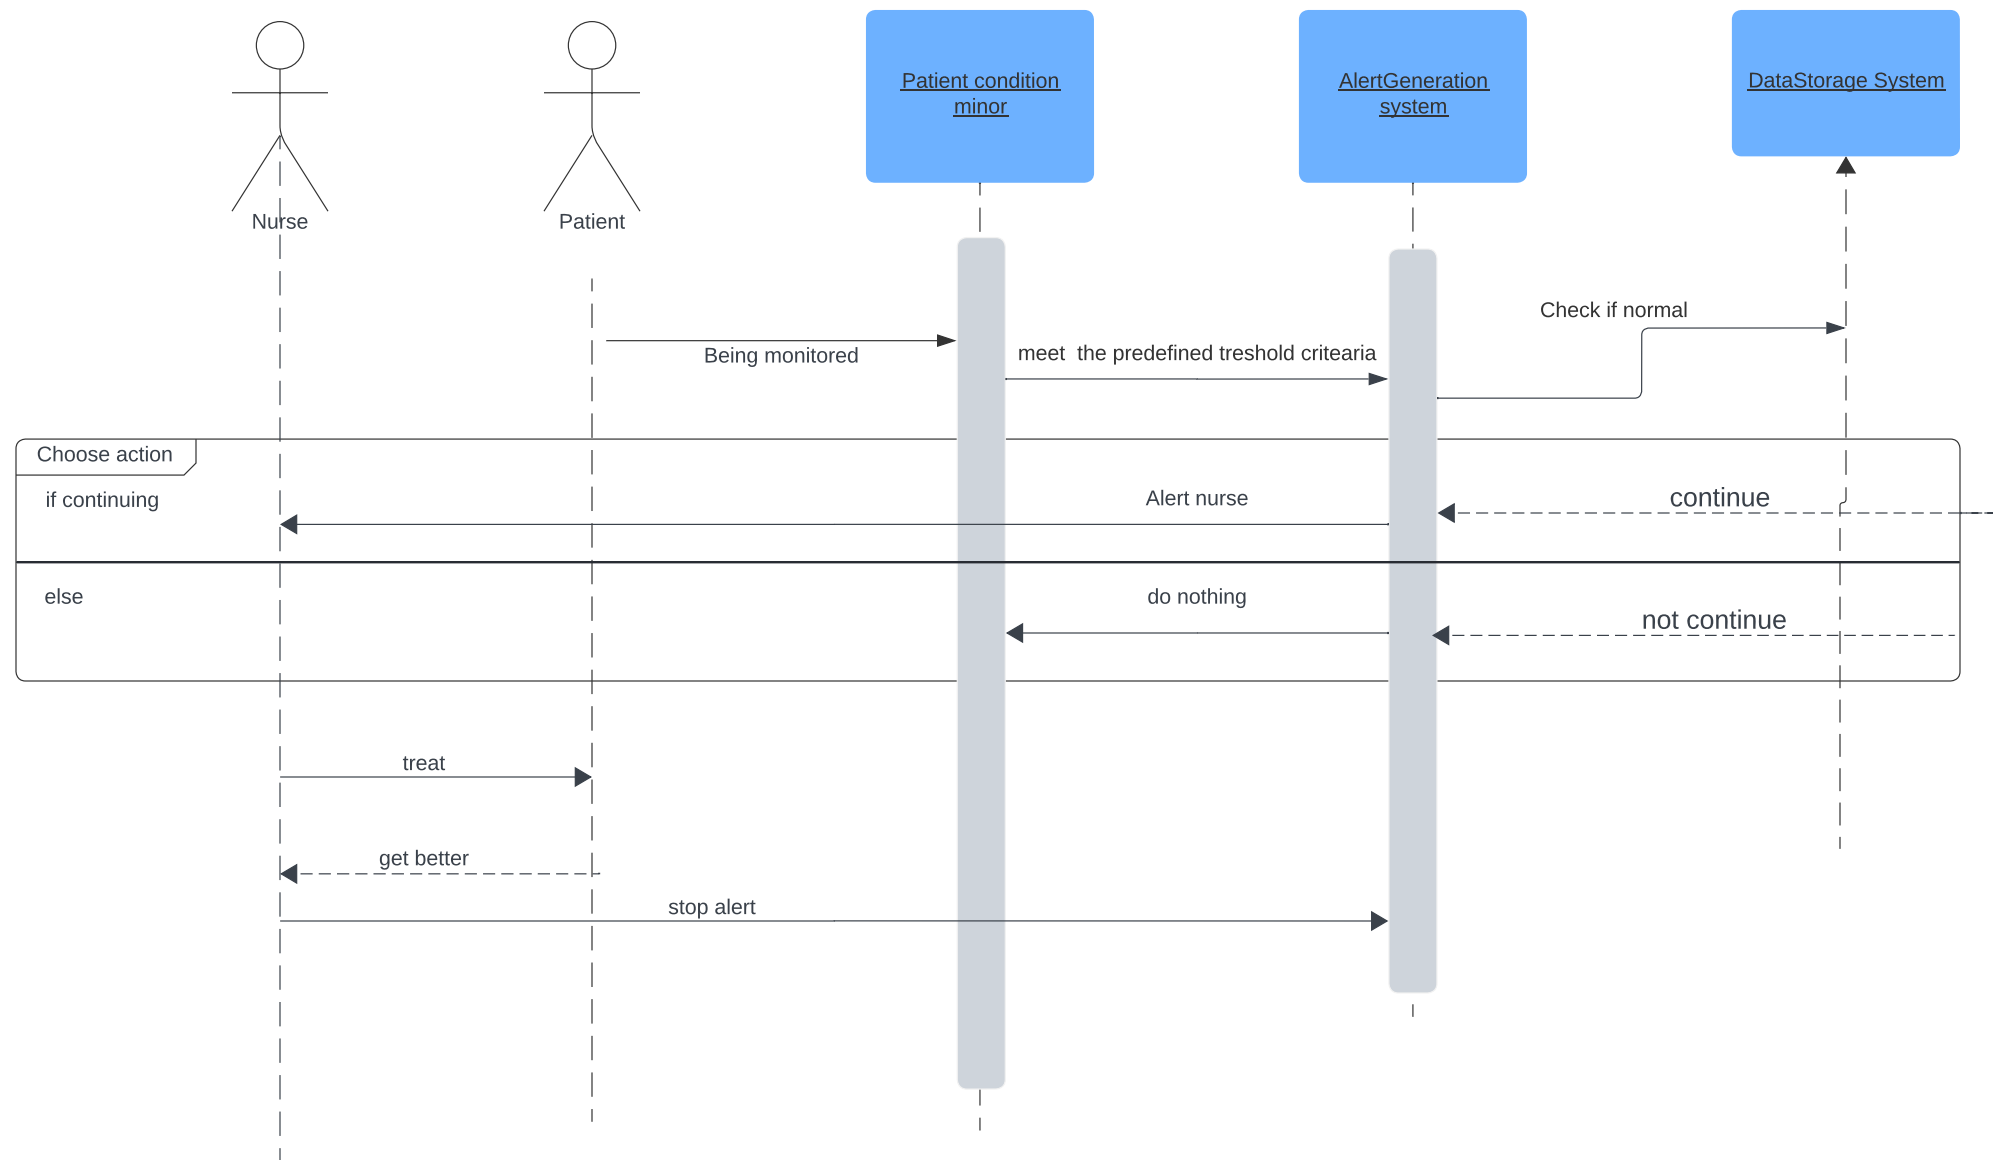 Patient condition
minor
AlertGeneration
system
DataStorage System
Nurse
Patient
Check if normal
Being monitored
meet  the predefined treshold critearia
Choose action
if continuing
Alert nurse
continue
else
do nothing
not continue
treat
get better
stop alert